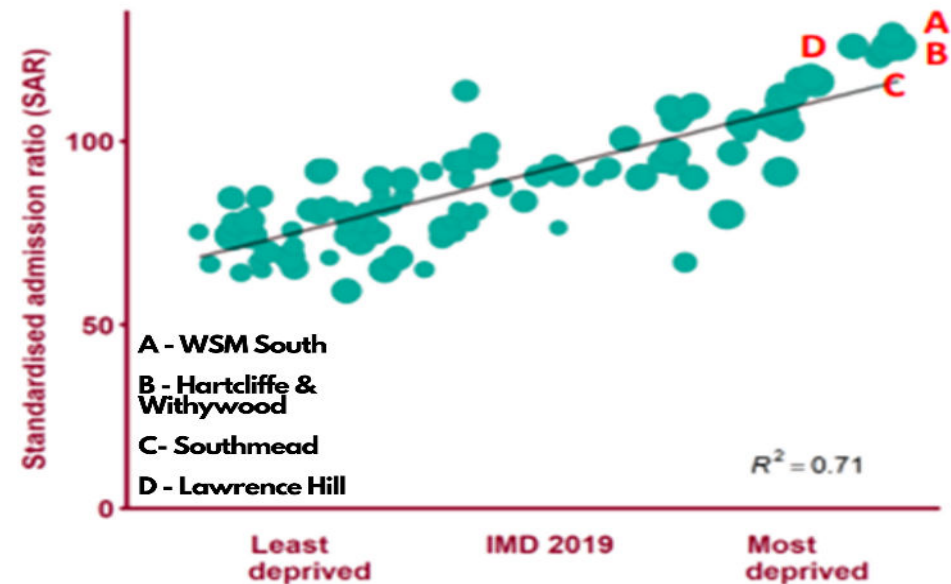 Standardised admission ratio (SAR)
100
50
0
A
B
D
C
A - WSM South
B - Hartcliffe &
Withywood
C- Southmead
D - Lawrence Hill
R² = 0.71
Least
deprived
IMD 2019
Most
deprived